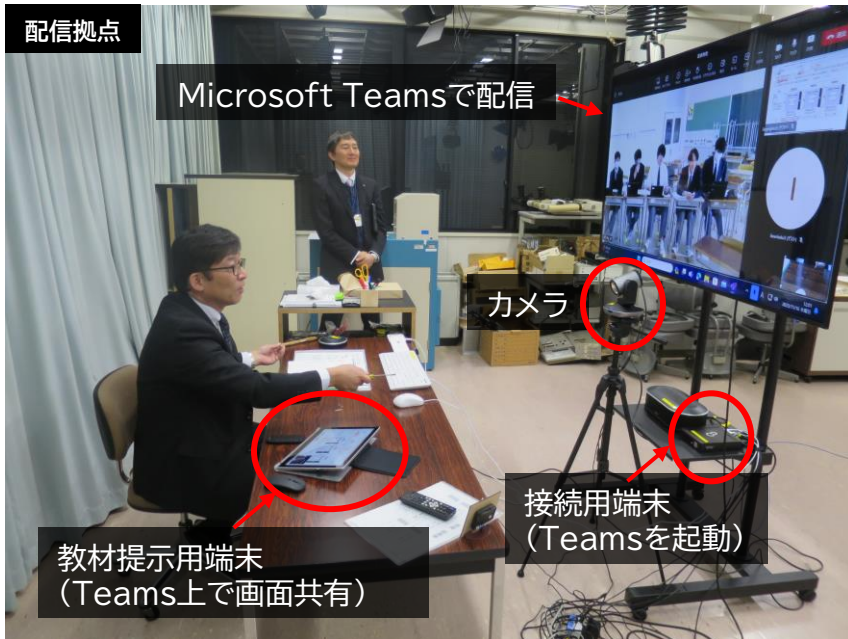 配信拠点
Microsoft Teamsで配信
カメラ
接続用端末
(Teamsを起動)
教材提示用端末
(Teams上で画面共有)